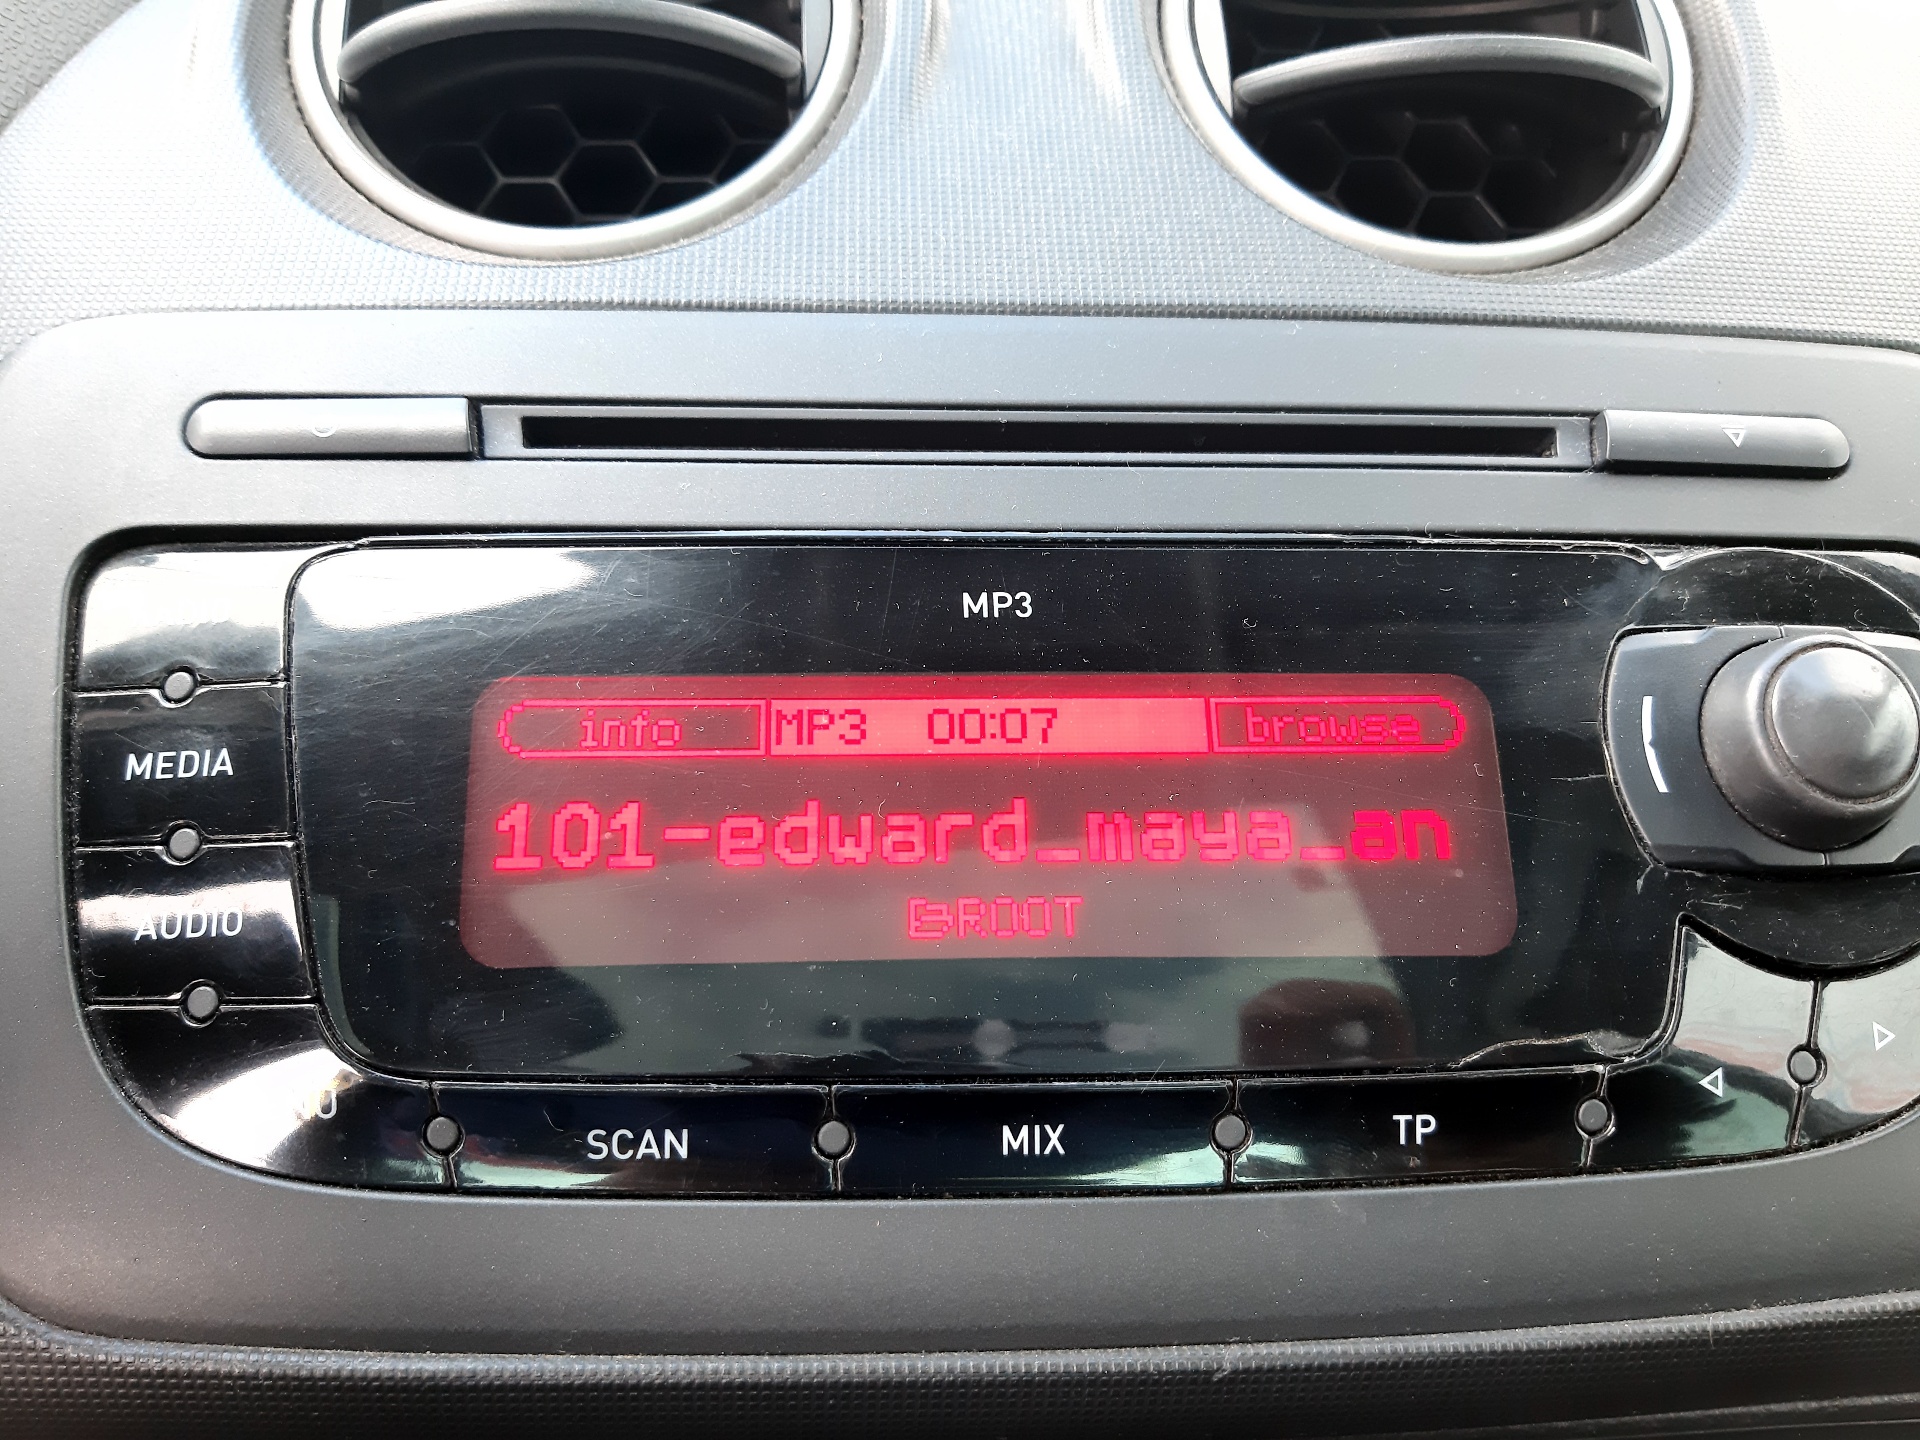 MP3
info MP3 00:07 browse
101-edward_maya_an
ROOT
MEDIA
AUDIO
SCAN MIX TP